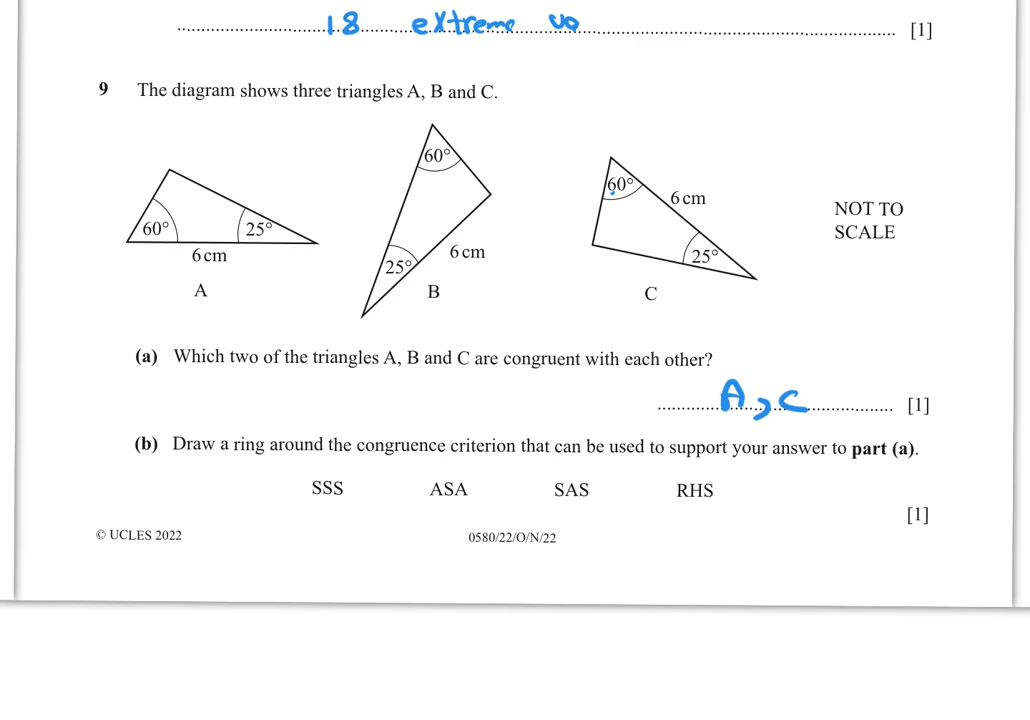 18 extreme [1]
9 The diagram shows three triangles A, B and C.
60°
60° 6 cm
60° 25°
NOT TO
SCALE
6 cm
25° 6 cm
25°
A B C
(a) Which two of the triangles A, B and C are congruent with each other?
A, C [1]
(b) Draw a ring around the congruence criterion that can be used to support your answer to part (a).
SSS ASA SAS RHS
[1]
© UCLES 2022 0580/22/O/N/22